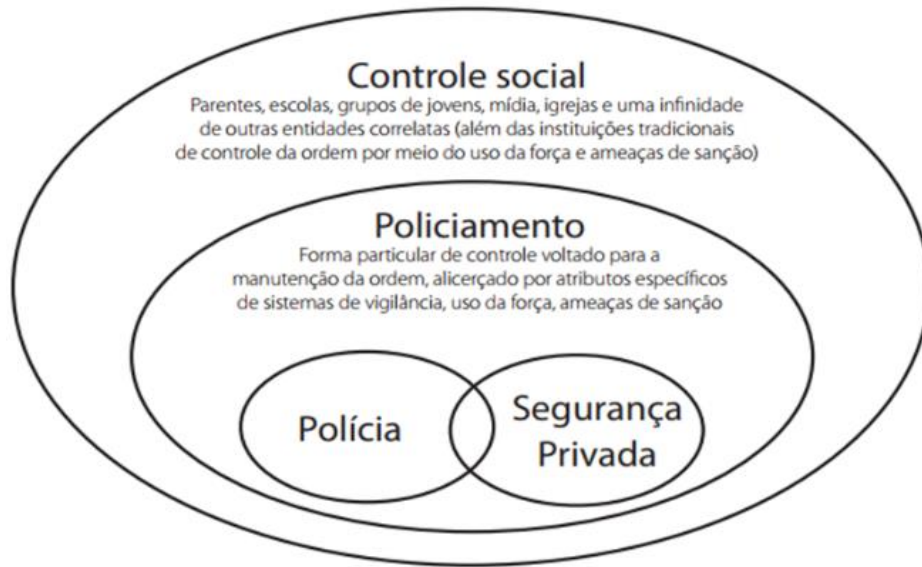 Controle social
Parentes, escolas, grupos de jovens, mídia, igrejas e uma infinidade
de outras entidades correlatas (além das instituições tradicionais
de controle da ordem por meio do uso da força e ameaças de sanção)
Policiamento
Forma particular de controle voltado para a
manutenção da ordem, alicerçado por atributos específicos
de sistemas de vigilância, uso da força, ameaças de sanção
Polícia
Segurança
Privada